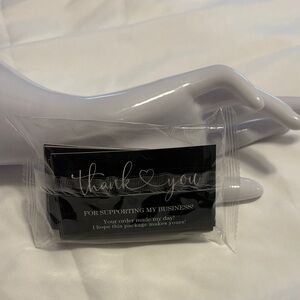 thank you
FOR SUPPORTING MY BUSINESS!
Your order made my day!
I hope this package makes yours!